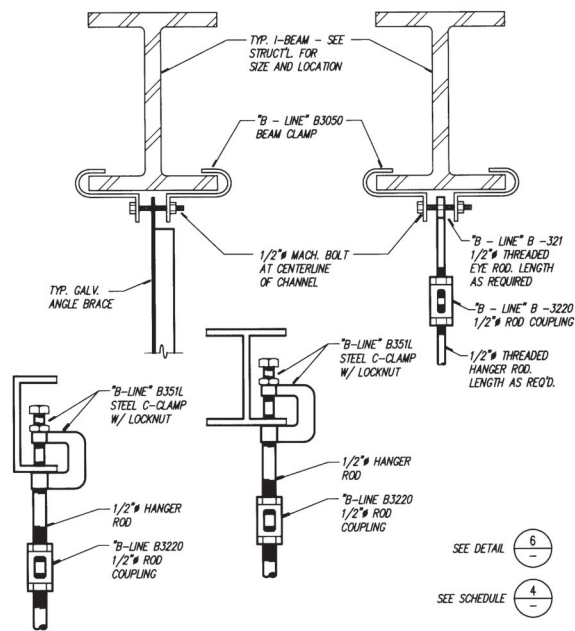 TYP. I-BEAM - SEE
STRUCT'L. FOR
SIZE AND LOCATION
"B - LINE" B3050
BEAM CLAMP
1/2"ø MACH. BOLT
AT CENTERLINE
OF CHANNEL
TYP. GALV.
ANGLE BRACE
"B - LINE" B -321
1/2"ø THREADED
EYE ROD. LENGTH
AS REQUIRED
"B - LINE" B -3220
1/2"ø ROD COUPLING
1/2"ø THREADED
HANGER ROD.
LENGTH AS REQ'D.
"B-LINE" B351L
STEEL C-CLAMP
W/ LOCKNUT
1/2"ø HANGER
ROD
"B-LINE B3220
1/2"ø ROD
COUPLING
"B-LINE" B351L
STEEL C-CLAMP
W/ LOCKNUT
1/2"ø HANGER
ROD
"B-LINE B3220
1/2"ø ROD
COUPLING
SEE DETAIL 6
-
SEE SCHEDULE 4
-